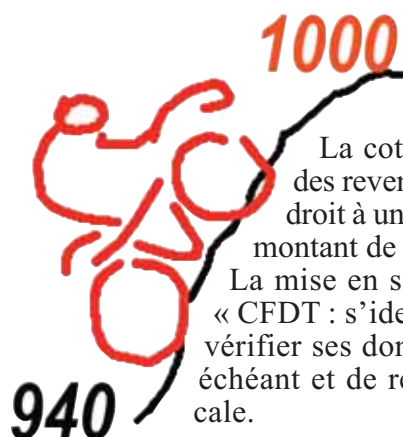 1000
La cot
des reven
droit à un
montant de
La mise en s
« CFDT : s’ide
vérifier ses don
échéant et de re
cale.
940